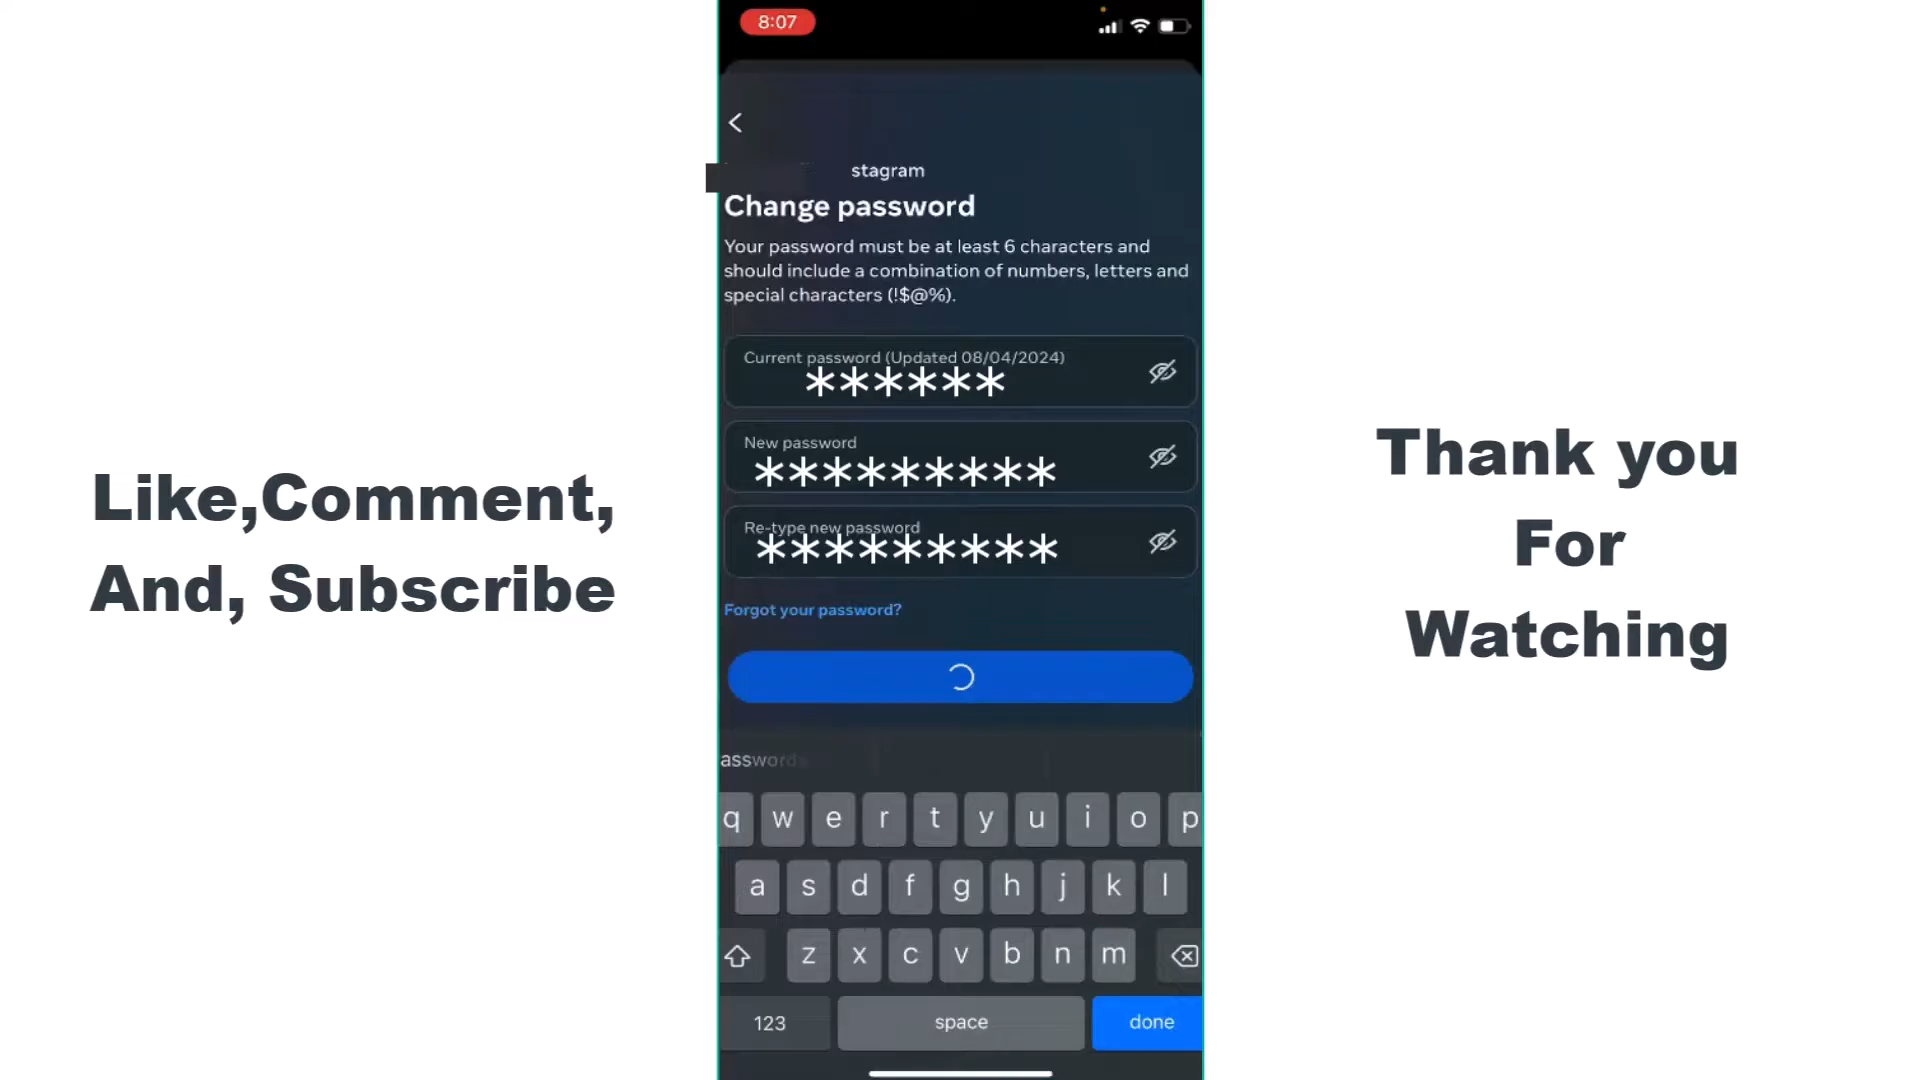 8:07
stagram
Change password
Your password must be at least 6 characters and
should include a combination of numbers, letters and
special characters (!$@%).
Current password (Updated 08/04/2024)
******
New password
*********
Re-type new password
*********
Forgot your password?
asswords
q w e r t y u i o p
a s d f g h j k l
z x c v b n m
123 space done
Like,Comment,
And, Subscribe
Thank you
For
Watching